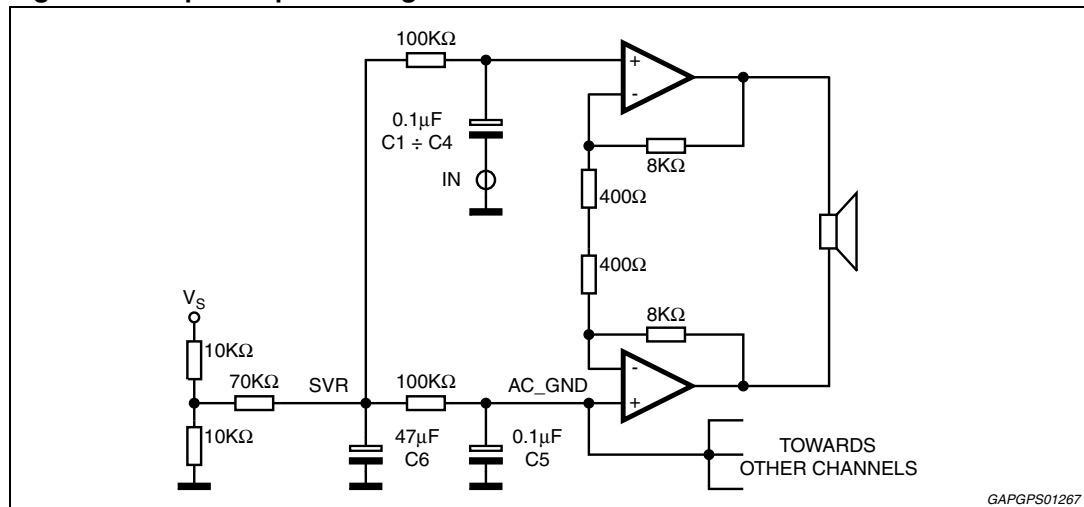 100KΩ
+
-
0.1μF
C1 ÷ C4
8KΩ
IN
400Ω
400Ω
VS
8KΩ
10KΩ
70KΩ
SVR
100KΩ
AC_GND
-
+
10KΩ
47μF
C6
0.1μF
C5
TOWARDS
OTHER CHANNELS
GAPGPS01267